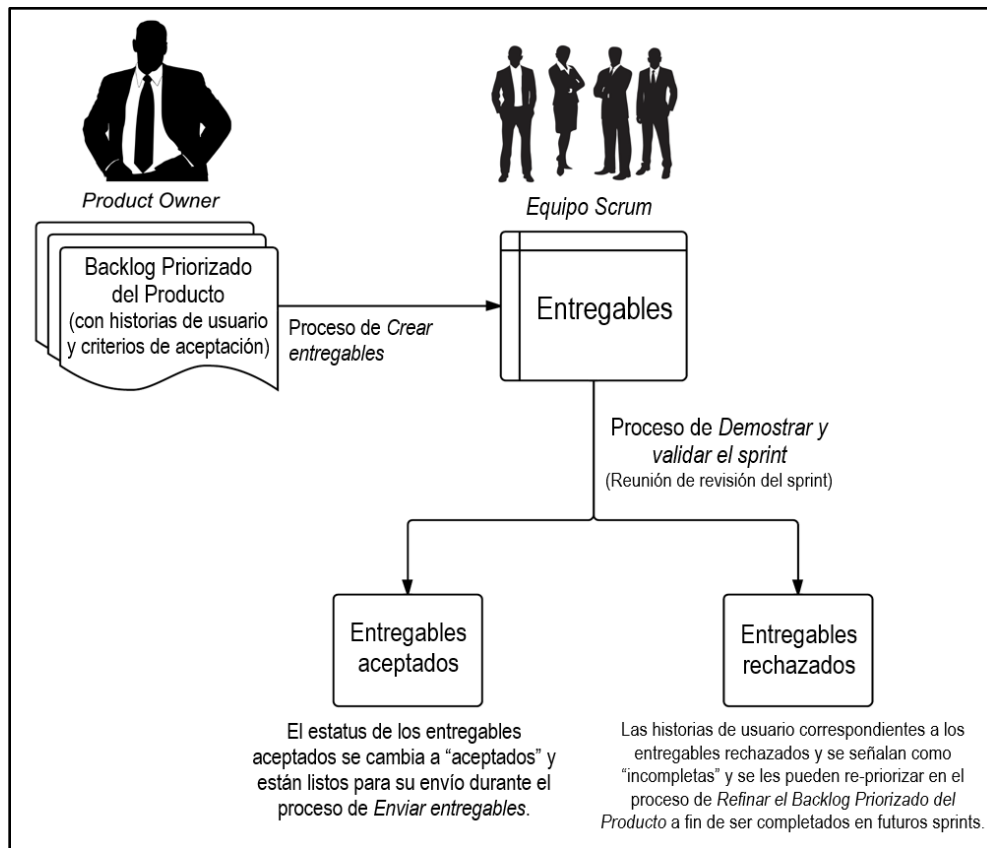 Product Owner
Equipo Scrum
Backlog Priorizado
del Producto
(con historias de usuario
y criterios de aceptación)
Proceso de Crear
entregables
Entregables
Proceso de Demostrar y
validar el sprint
(Reunión de revisión del sprint)
Entregables
aceptados
Entregables
rechazados
El estatus de los entregables
aceptados se cambia a “aceptados” y
están listos para su envío durante el
proceso de Enviar entregables.
Las historias de usuario correspondientes a los
entregables rechazados y se señalan como
“incompletas” y se les pueden re-priorizar en el
proceso de Refinar el Backlog Priorizado del
Producto a fin de ser completados en futuros sprints.